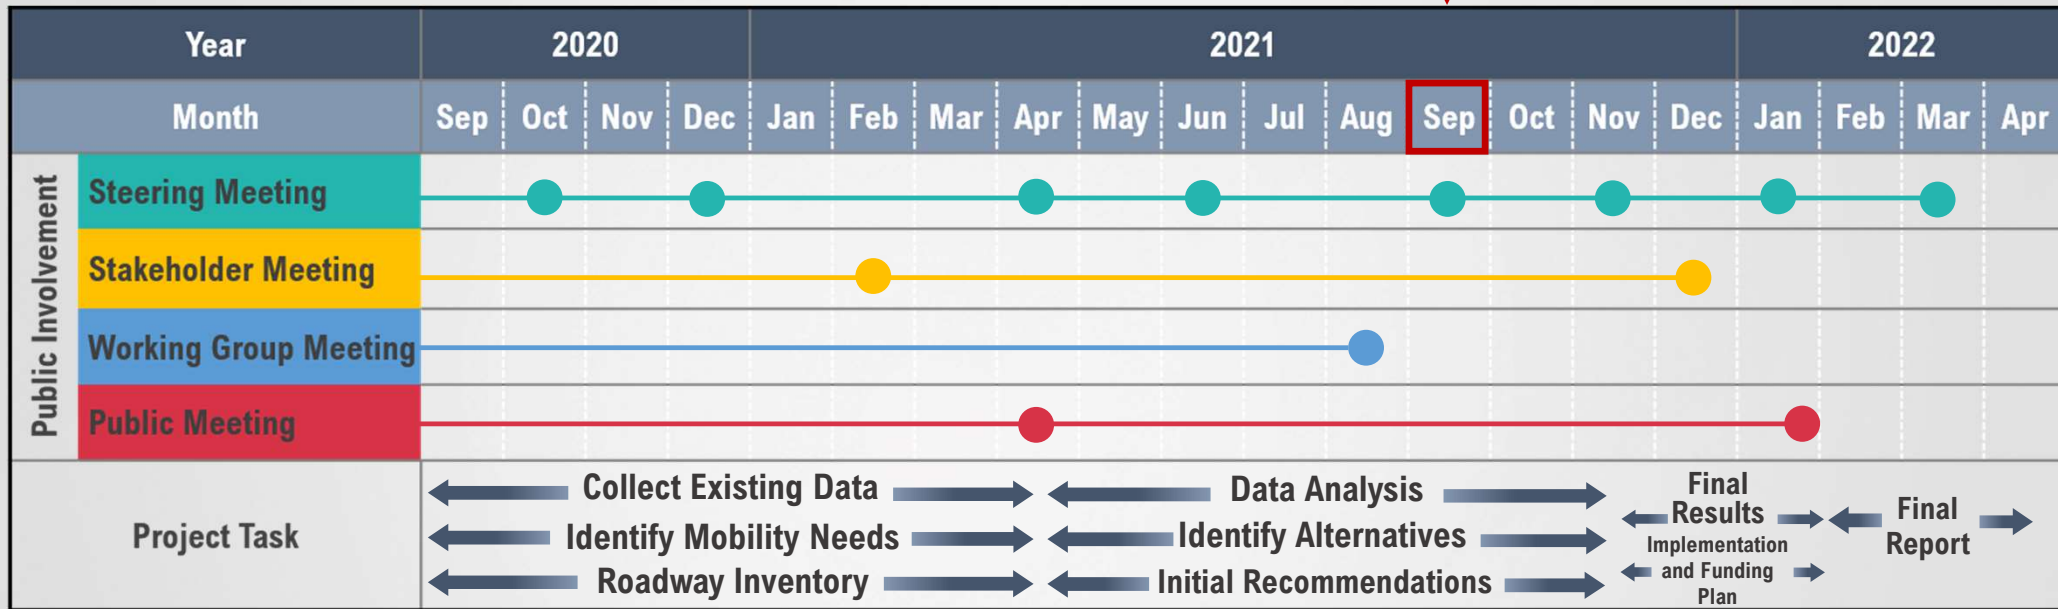 Year 2020 2021 2022
Month Sep Oct Nov Dec Jan Feb Mar Apr May Jun Jul Aug Sep Oct Nov Dec Jan Feb Mar Apr
Public Involvement
Steering Meeting
Stakeholder Meeting
Working Group Meeting
Public Meeting
Project Task
Collect Existing Data
Identify Mobility Needs
Roadway Inventory
Data Analysis
Identify Alternatives
Initial Recommendations
Final
Results
Implementation
and Funding
Plan
Final
Report